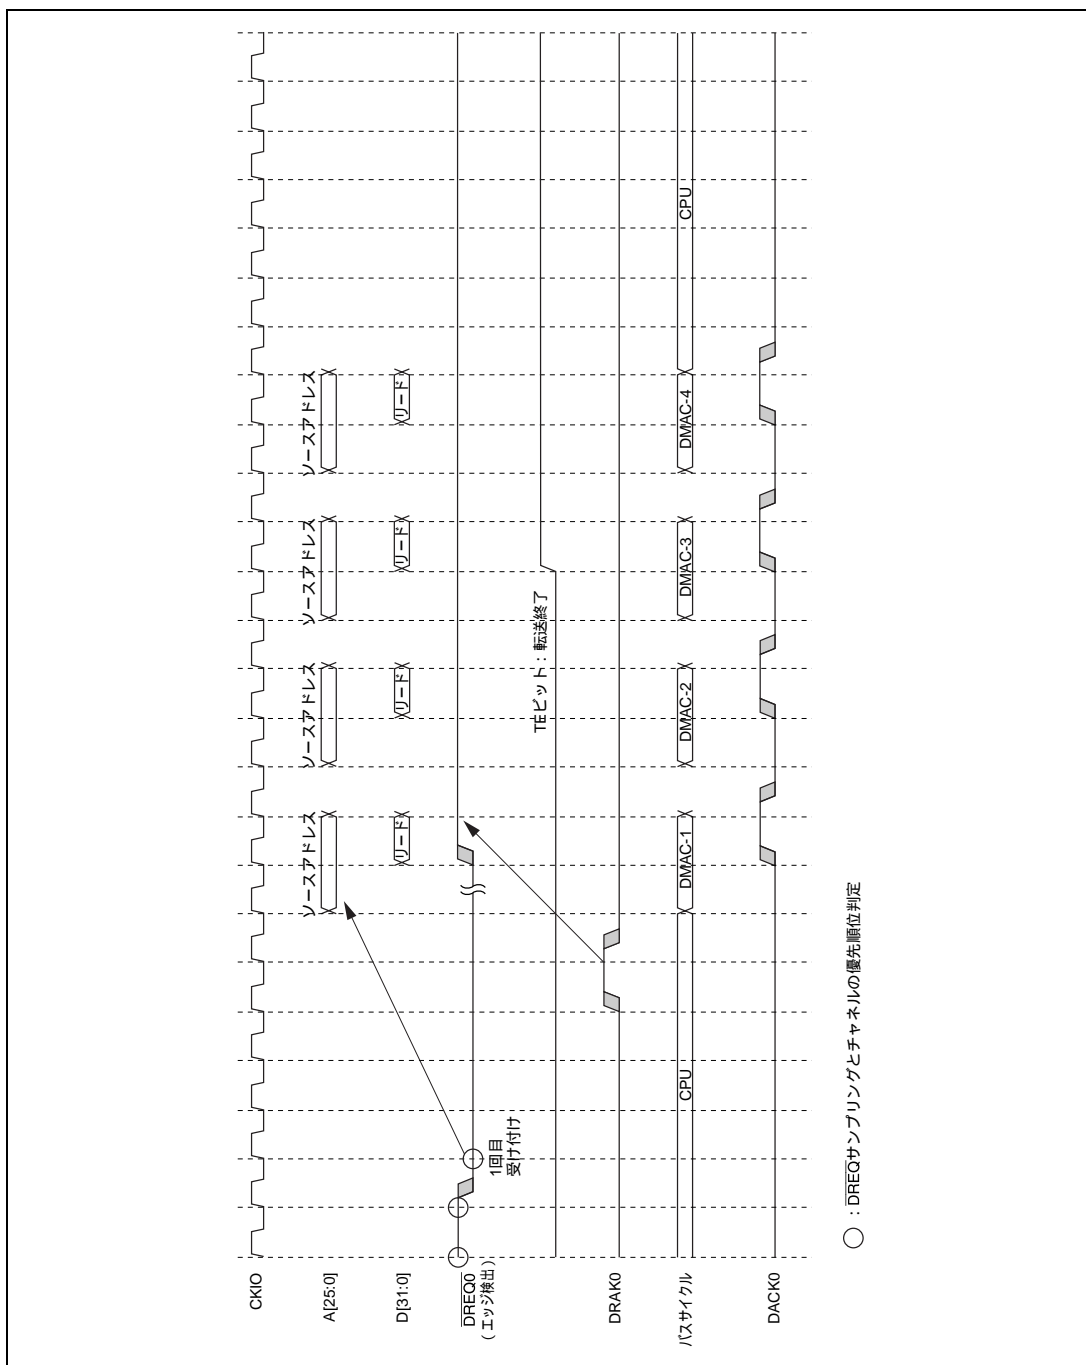 CKIO
A[25:0]
ソースアドレス
ソースアドレス
ソースアドレス
ソースアドレス
D[31:0]
リード
リード
リード
リード
DREQ0
(エッジ検出)
1回目
受け付け
TEビット：転送終了
DRAK0
バスサイクル
CPU
DMAC-1
DMAC-2
DMAC-3
DMAC-4
CPU
DACK0
○：DREQサンプリングとチャネルの優先順位判定